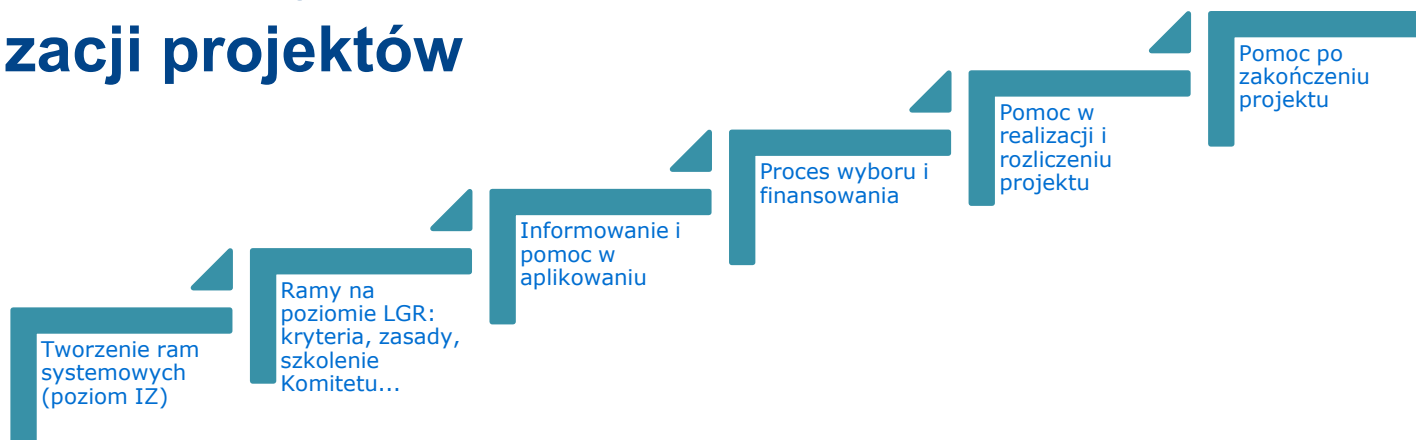 zacji projektów
Tworzenie ram
systemowych
(poziom IZ)
Ramy na
poziomie LGR:
kryteria, zasady,
szkolenie
Komitetu...
Informowanie i
pomoc w
aplikowaniu
Proces wyboru i
finansowania
Pomoc w
realizacji i
rozliczeniu
projektu
Pomoc po
zakończeniu
projektu